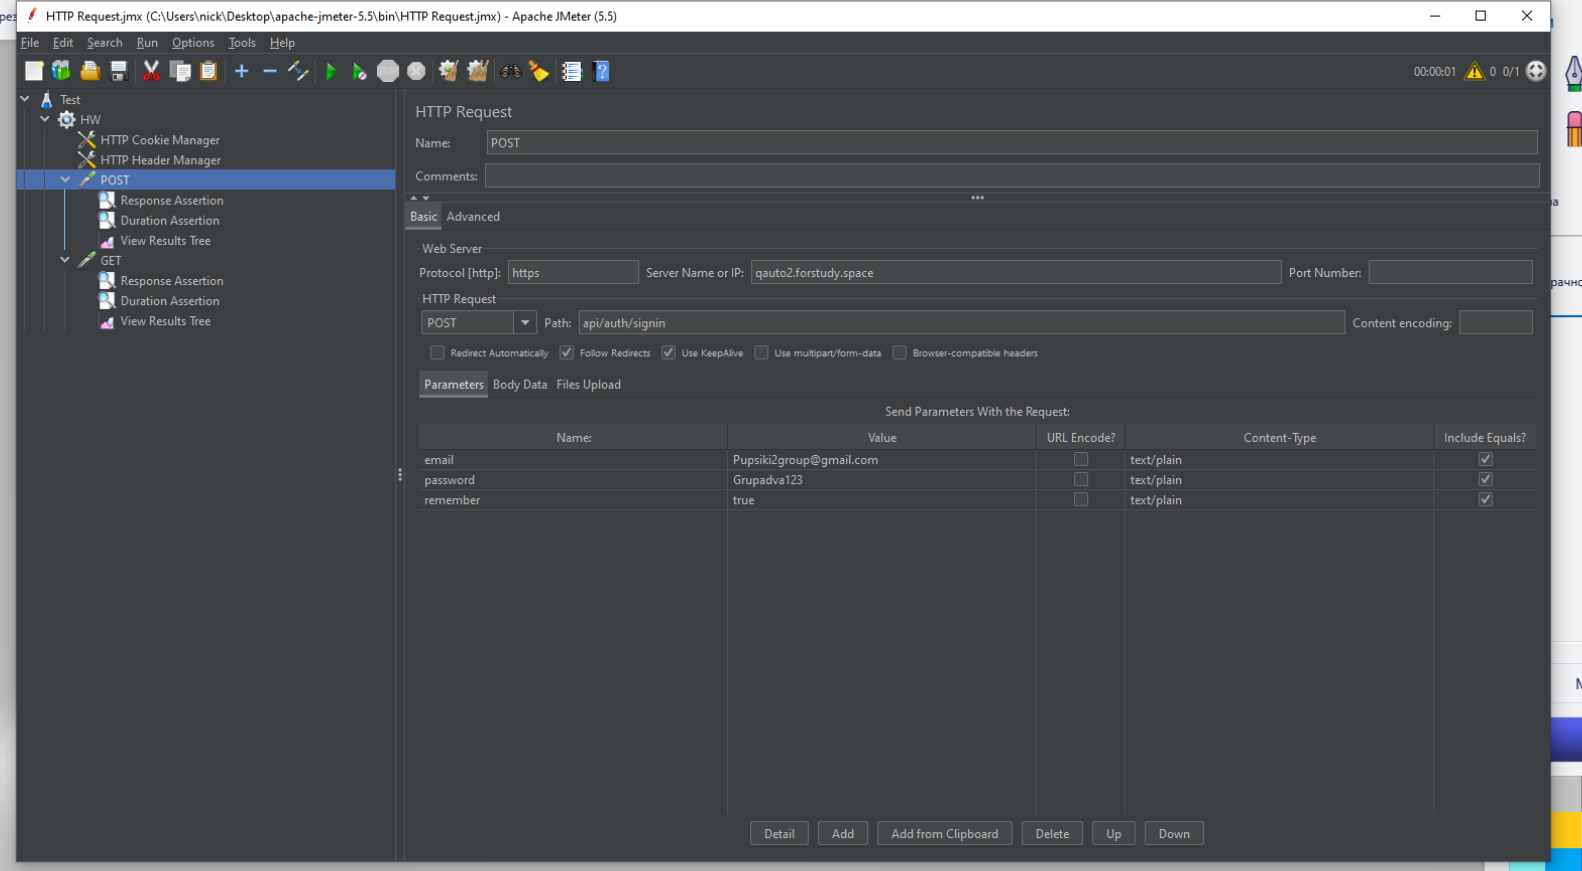 рез
HTTP Request.jmx (C:\Users\nick\Desktop\apache-jmeter-5.5\bin\HTTP Request.jmx) - Apache JMeter (5.5)
File Edit Search Run Options Tools Help
STOP
00:00:01 0 0/1
Test
HW
HTTP Cookie Manager
HTTP Header Manager
POST
Response Assertion
Duration Assertion
View Results Tree
GET
Response Assertion
Duration Assertion
View Results Tree
HTTP Request
Name: POST
Comments:
Basic Advanced
Web Server
Protocol [http]: https Server Name or IP: qauto2.forstudy.space Port Number:
HTTP Request
POST Path: api/auth/signin Content encoding:
Redirect Automatically Follow Redirects Use KeepAlive Use multipart/form-data Browser-compatible headers
Parameters Body Data Files Upload
Send Parameters With the Request:
Name: Value URL Encode? Content-Type Include Equals?
email Pupsiki2group@gmail.com text/plain
password Grupadva123 text/plain
remember true text/plain
Detail Add Add from Clipboard Delete Up Down
на
рачно